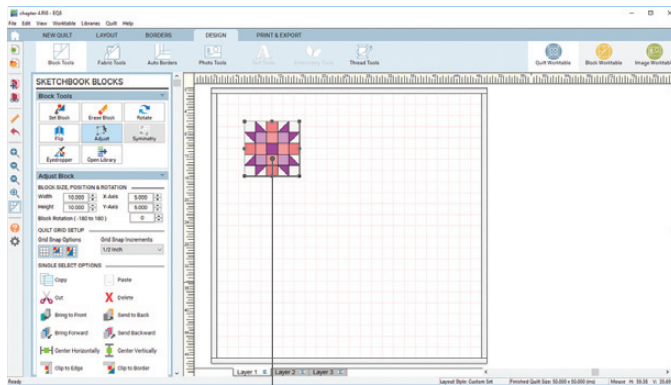 chapter 4.PJ8 - EQ8
File Edit View Worktable Libraries Quilt Help
NEW QUILT LAYOUT BORDERS DESIGN PRINT & EXPORT
Block Tools Fabric Tools Auto Borders Photo Tools Thread Tools Quilt Worktable Block Worktable Image Worktable
SKETCHBOOK BLOCKS
Block Tools
Set Block Erase Block Rotate
Flip Adjust Symmetry
Eyedropper Open Library
Adjust Block
BLOCK SIZE, POSITION & ROTATION
Width 10.000 X-Axis 5.000
Height 10.000 Y-Axis 5.000
Block Rotation (-180 to 180) 0
QUILT GRID SETUP
Grid Snap Options Grid Snap Increments
1/2 inch
SINGLE SELECT OPTIONS
Copy Paste
Cut Delete
Bring to Front Send to Back
Bring Forward Send Backward
Center Horizontally Center Vertically
Clip to Edge Clip to Border
Layer 1 Layer 2 Layer 3
Ready Layout Style: Custom Set Finished Quilt Size: 50.000 x 50.000 (ins) Mouse H: